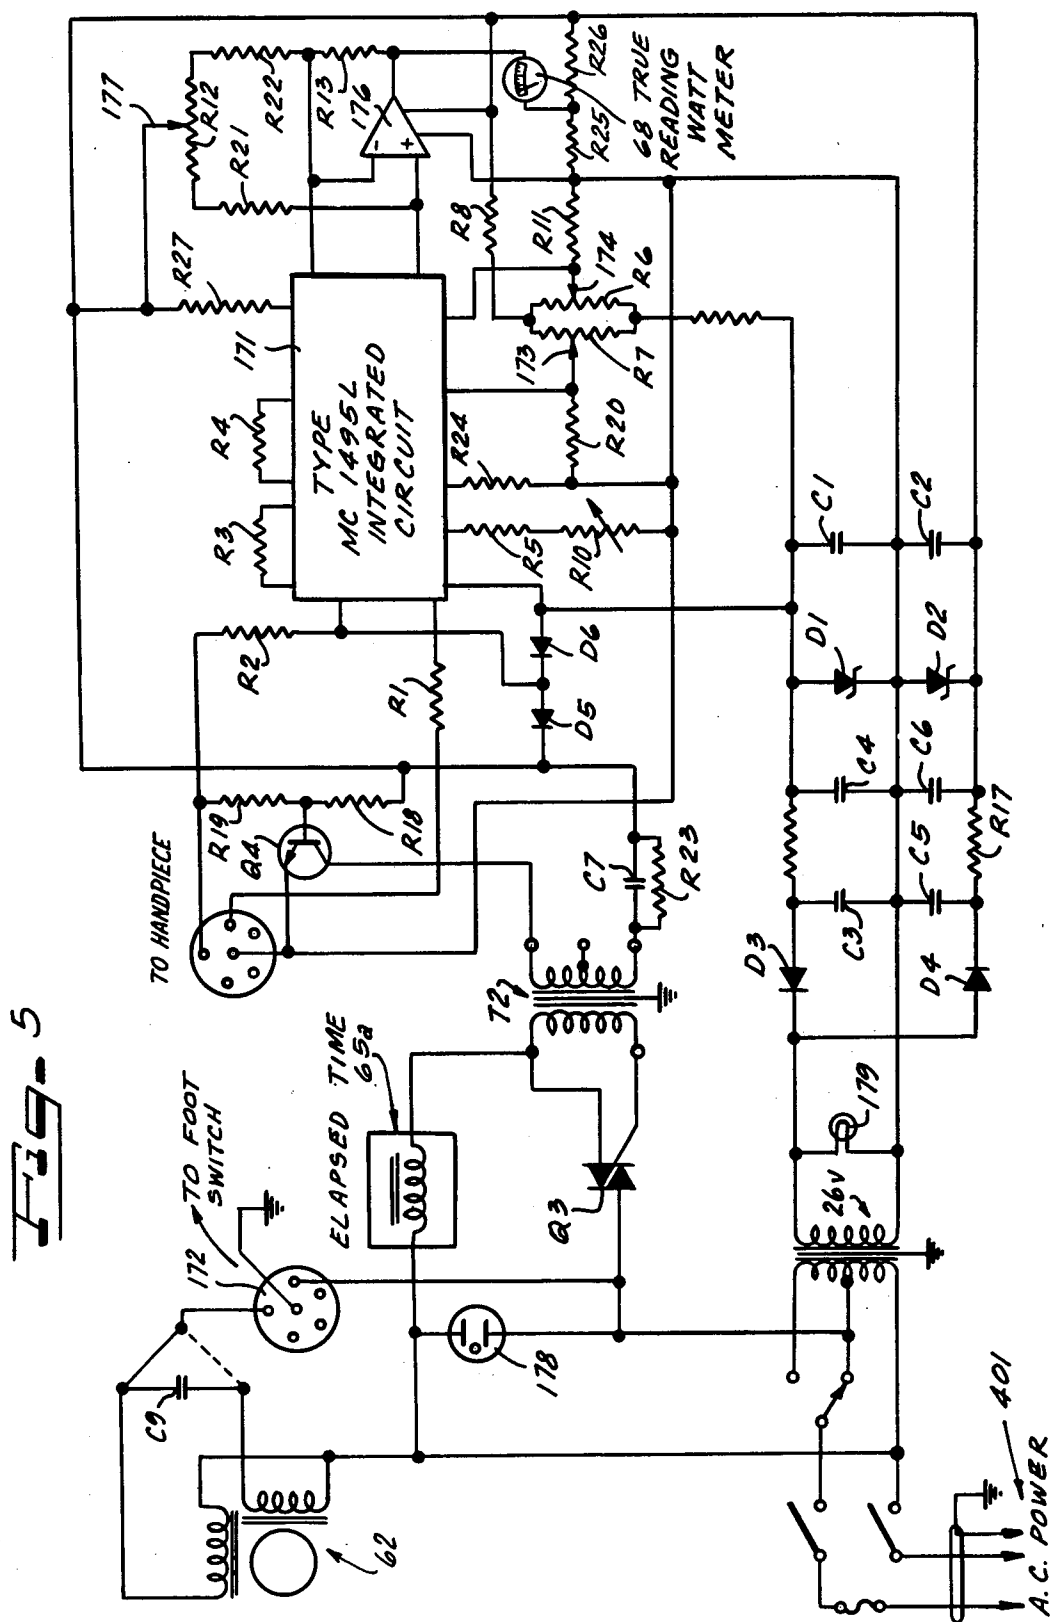 Fig-5
TO FOOT
SWITCH
172
C9
62
ELAPSED TIME
65a
178
Q3
T2
TO HANDPIECE
Q4
R19
R18
R2
R1
C7
R23
D5
D6
R3
R4
R27
171
TYPE
MC 1495L
INTEGRATED
CIRCUIT
177
R12
R21
R22
R13
176
-
+
R8
R11
174
R6
R7
173
R20
R24
R5
R10
R25
R26
68 TRUE
READING
WATT
METER
26V
179
D3
D4
C3
C5
R17
C4
C6
D1
D2
C1
C2
401
A.C. POWER